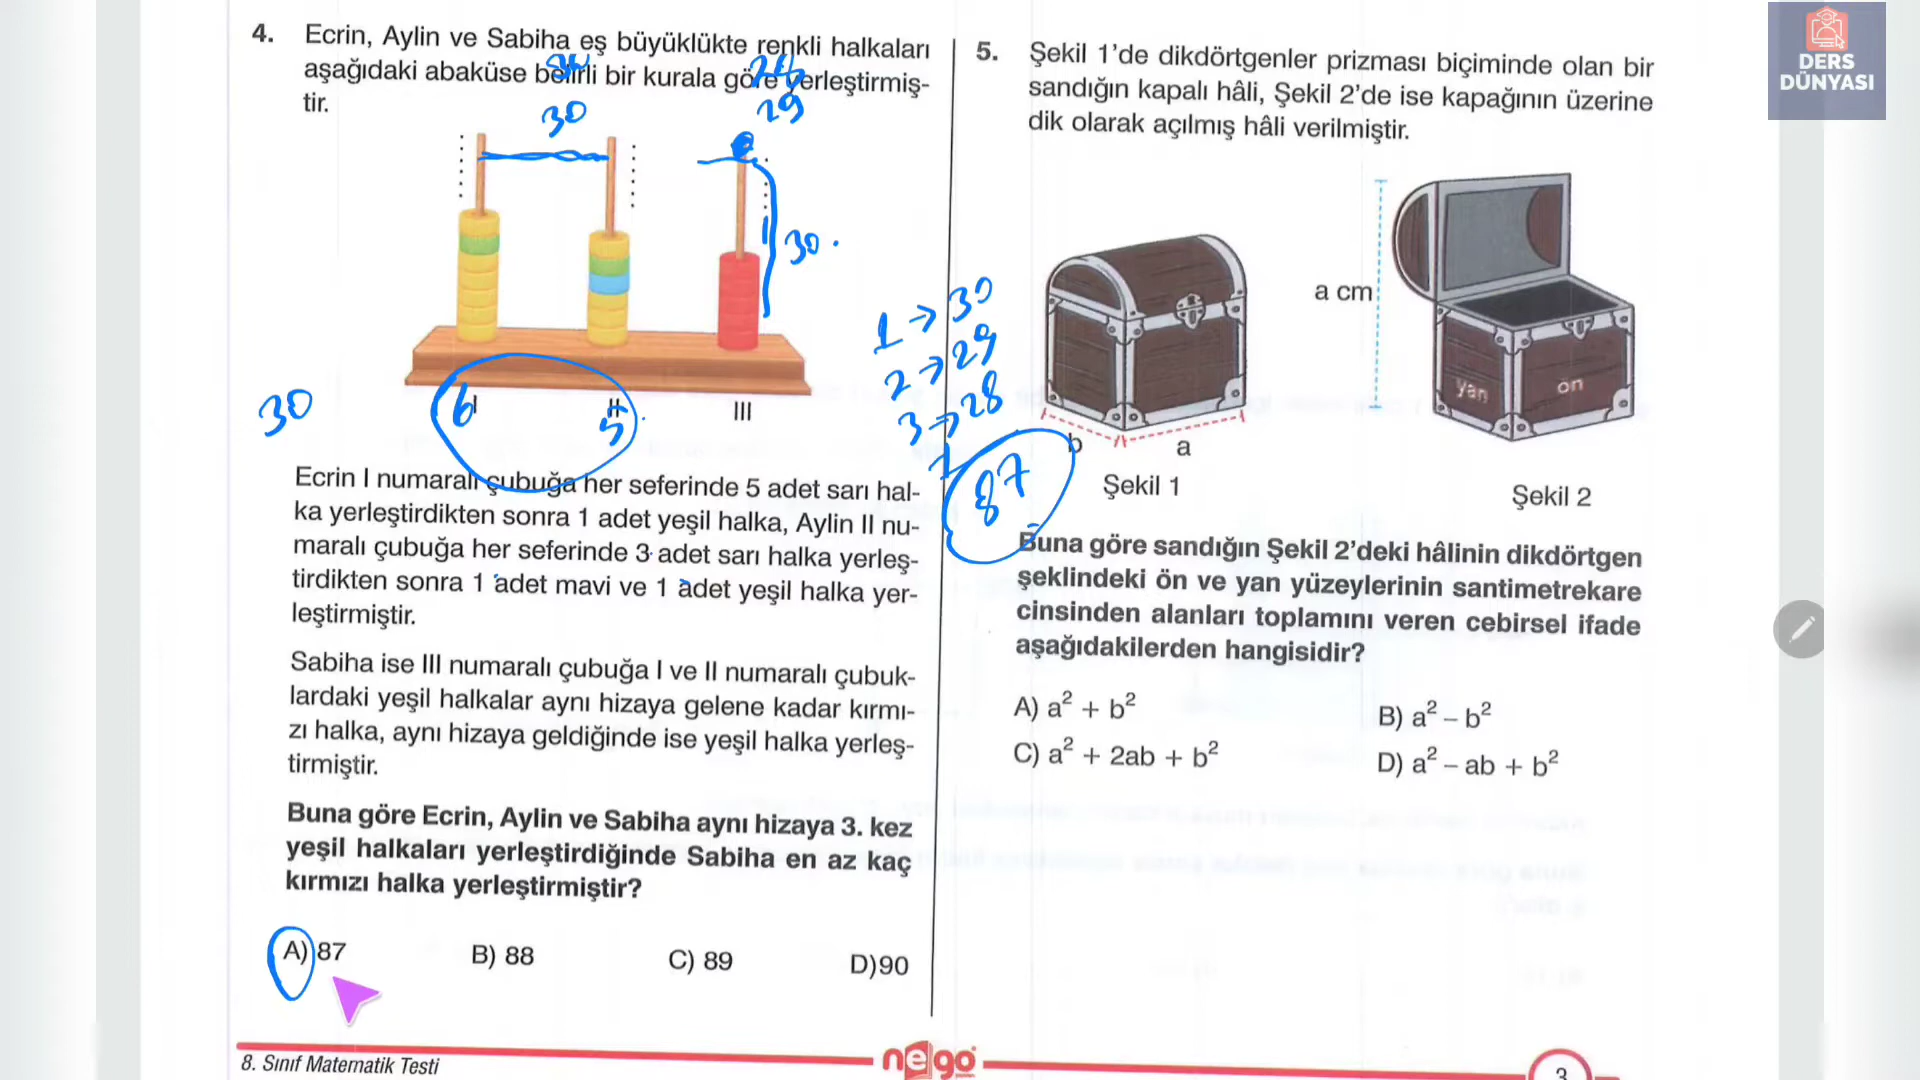 DERS
DÜNYASI
4. Ecrin, Aylin ve Sabiha eş büyüklükte renkli halkaları
aşağıdaki abaküse belirli bir kurala göre yerleştirmiş-
tir.
30
29
30
30
6
5
III
1 → 30
2 → 29
3 → 28
87
Ecrin I numaralı çubuğa her seferinde 5 adet sarı hal-
ka yerleştirdikten sonra 1 adet yeşil halka, Aylin II nu-
maralı çubuğa her seferinde 3 adet sarı halka yerleş-
tirdikten sonra 1 adet mavi ve 1 adet yeşil halka yer-
leştirmiştir.
Sabiha ise III numaralı çubuğa I ve II numaralı çubuk-
lardaki yeşil halkalar aynı hizaya gelene kadar kırmı-
zı halka, aynı hizaya geldiğinde ise yeşil halka yerleş-
tirmiştir.
Buna göre Ecrin, Aylin ve Sabiha aynı hizaya 3. kez
yeşil halkaları yerleştirdiğinde Sabiha en az kaç
kırmızı halka yerleştirmiştir?
A) 87 B) 88 C) 89 D)90
5. Şekil 1’de dikdörtgenler prizması biçiminde olan bir
sandığın kapalı hâli, Şekil 2’de ise kapağının üzerine
dik olarak açılmış hâli verilmiştir.
a cm
yan
ön
b
a
Şekil 1
Şekil 2
Buna göre sandığın Şekil 2’deki hâlinin dikdörtgen
şeklindeki ön ve yan yüzeylerinin santimetrekare
cinsinden alanları toplamını veren cebirsel ifade
aşağıdakilerden hangisidir?
A) a² + b² B) a² – b²
C) a² + 2ab + b² D) a² – ab + b²
8. Sınıf Matematik Testi
nego
3